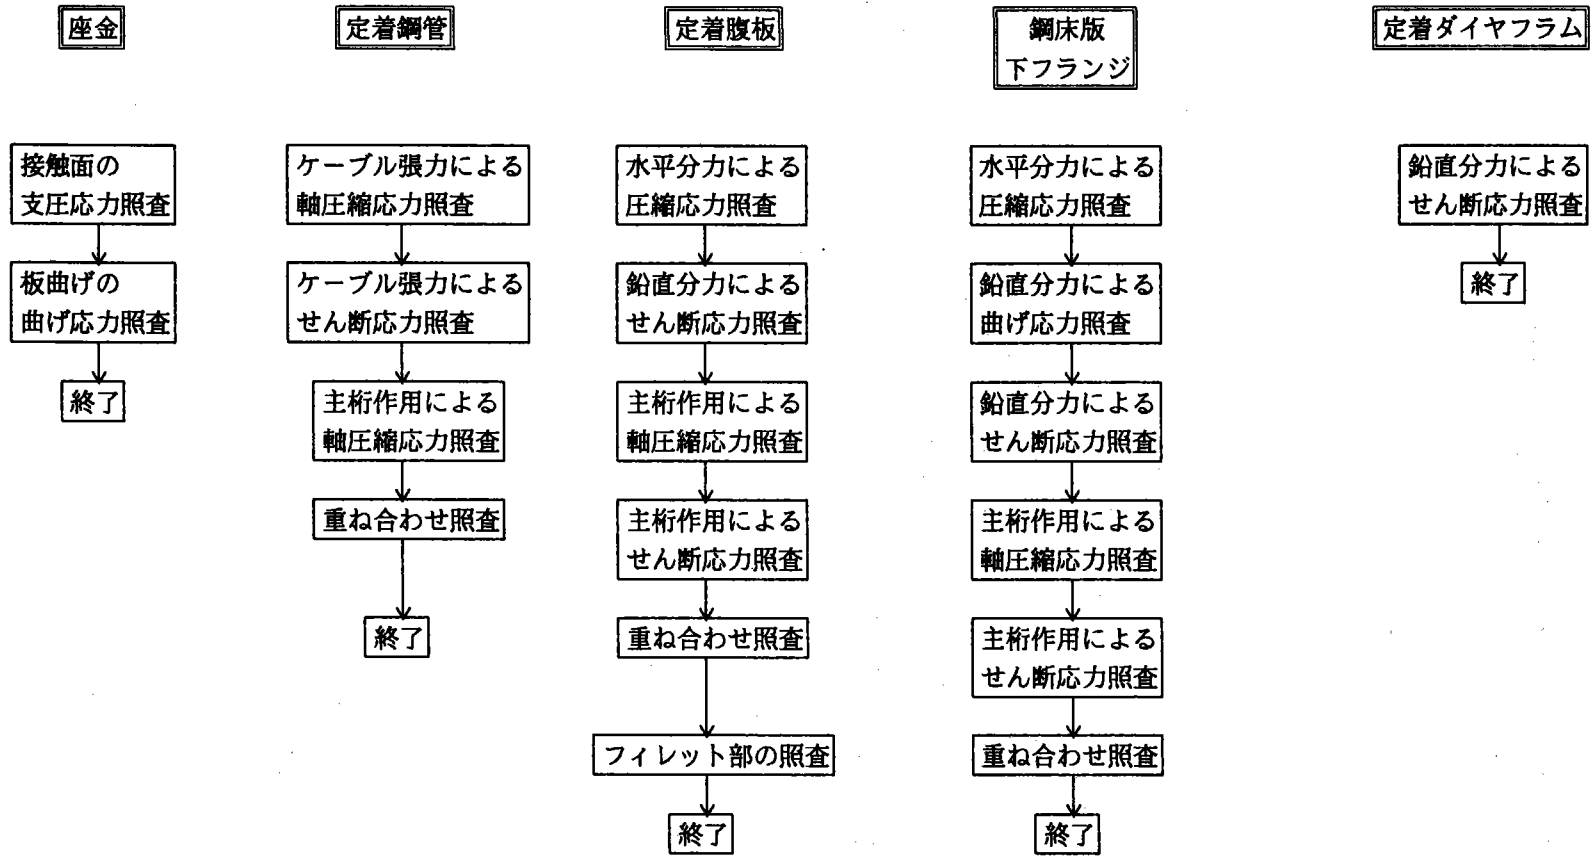 座金
接触面の
支圧応力照査
板曲げの
曲げ応力照査
終了
定着鋼管
ケーブル張力による
軸圧縮応力照査
ケーブル張力による
せん断応力照査
主桁作用による
軸圧縮応力照査
重ね合わせ照査
終了
定着腹板
水平分力による
圧縮応力照査
鉛直分力による
せん断応力照査
主桁作用による
軸圧縮応力照査
主桁作用による
せん断応力照査
重ね合わせ照査
フィレット部の照査
終了
鋼床版
下フランジ
水平分力による
圧縮応力照査
鉛直分力による
曲げ応力照査
鉛直分力による
せん断応力照査
主桁作用による
軸圧縮応力照査
主桁作用による
せん断応力照査
重ね合わせ照査
終了
定着ダイヤフラム
鉛直分力による
せん断応力照査
終了